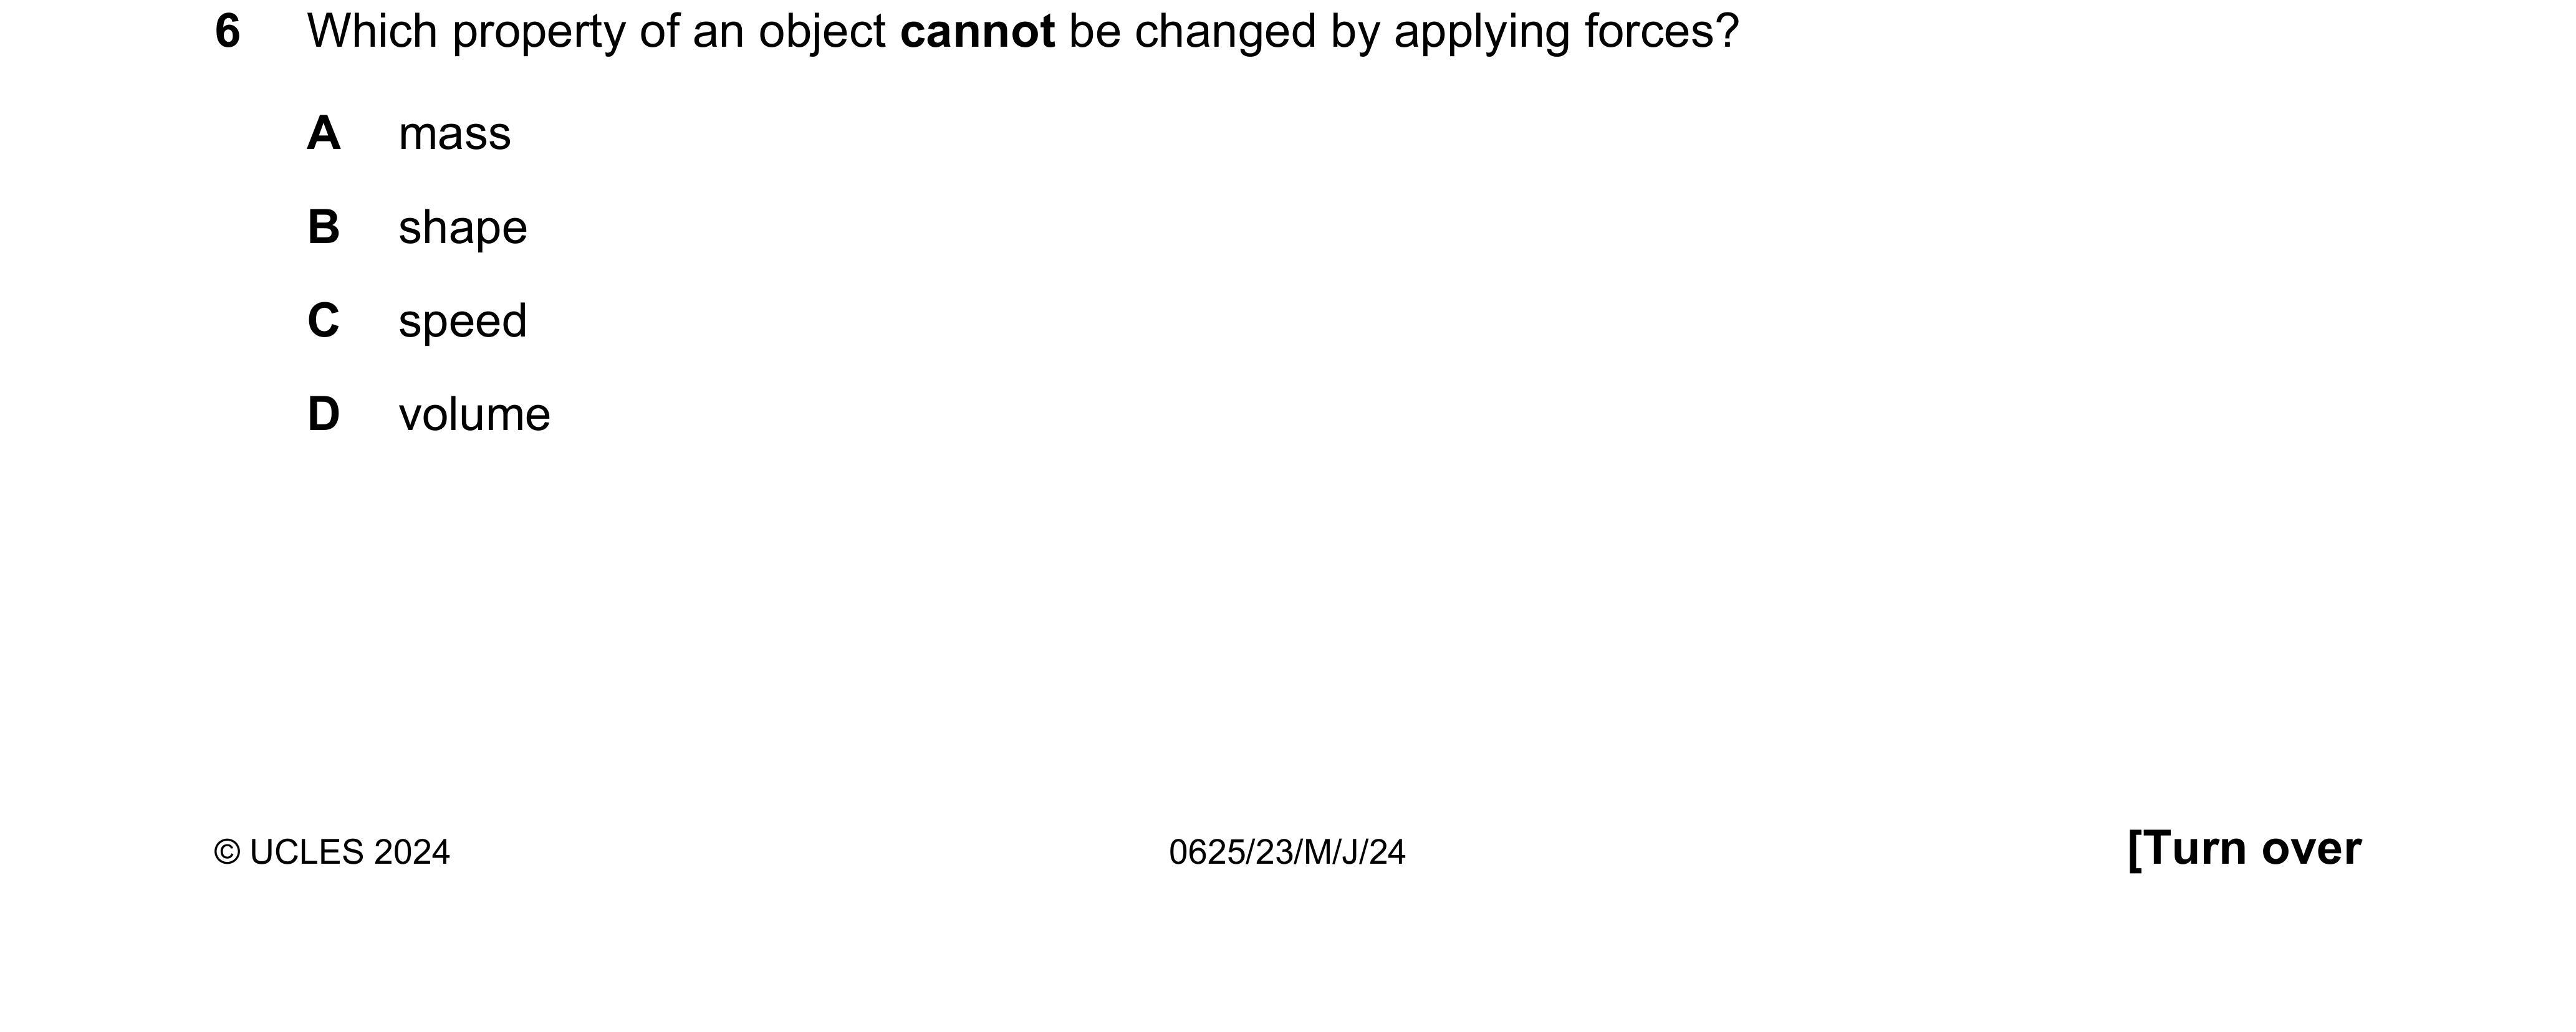 6 Which property of an object cannot be changed by applying forces?
A mass
B shape
C speed
D volume
© UCLES 2024 0625/23/M/J/24 [Turn over